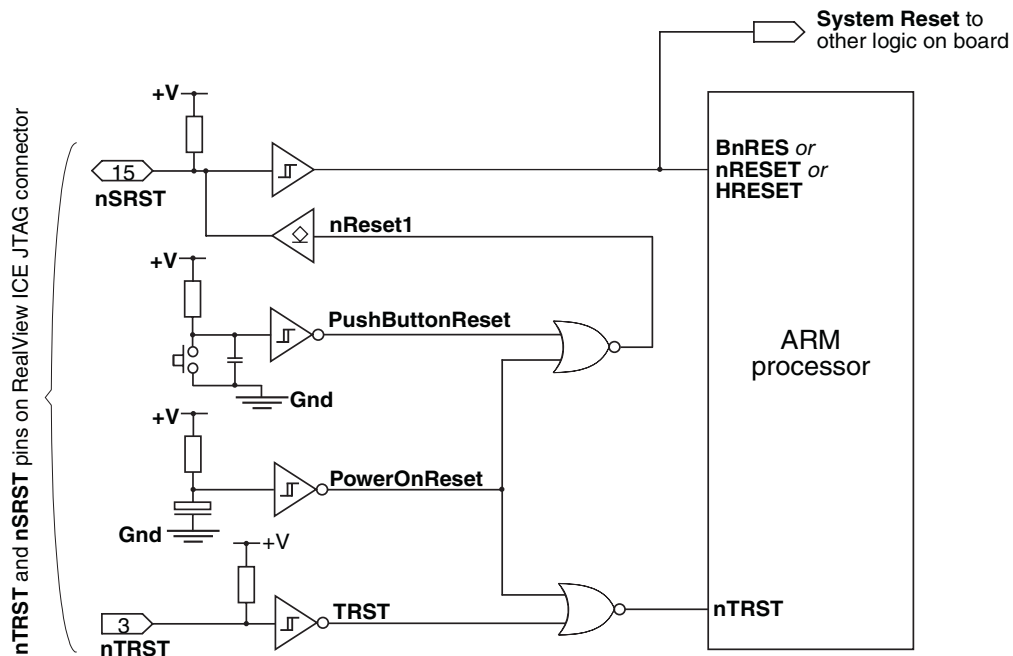 System Reset to
other logic on board
+V
15
nSRST
BnRES or
nRESET or
HRESET
nReset1
+V
PushButtonReset
ARM
processor
Gnd
+V
PowerOnReset
Gnd
+V
3
nTRST
TRST
nTRST
nTRST and nSRST pins on RealView ICE JTAG connector